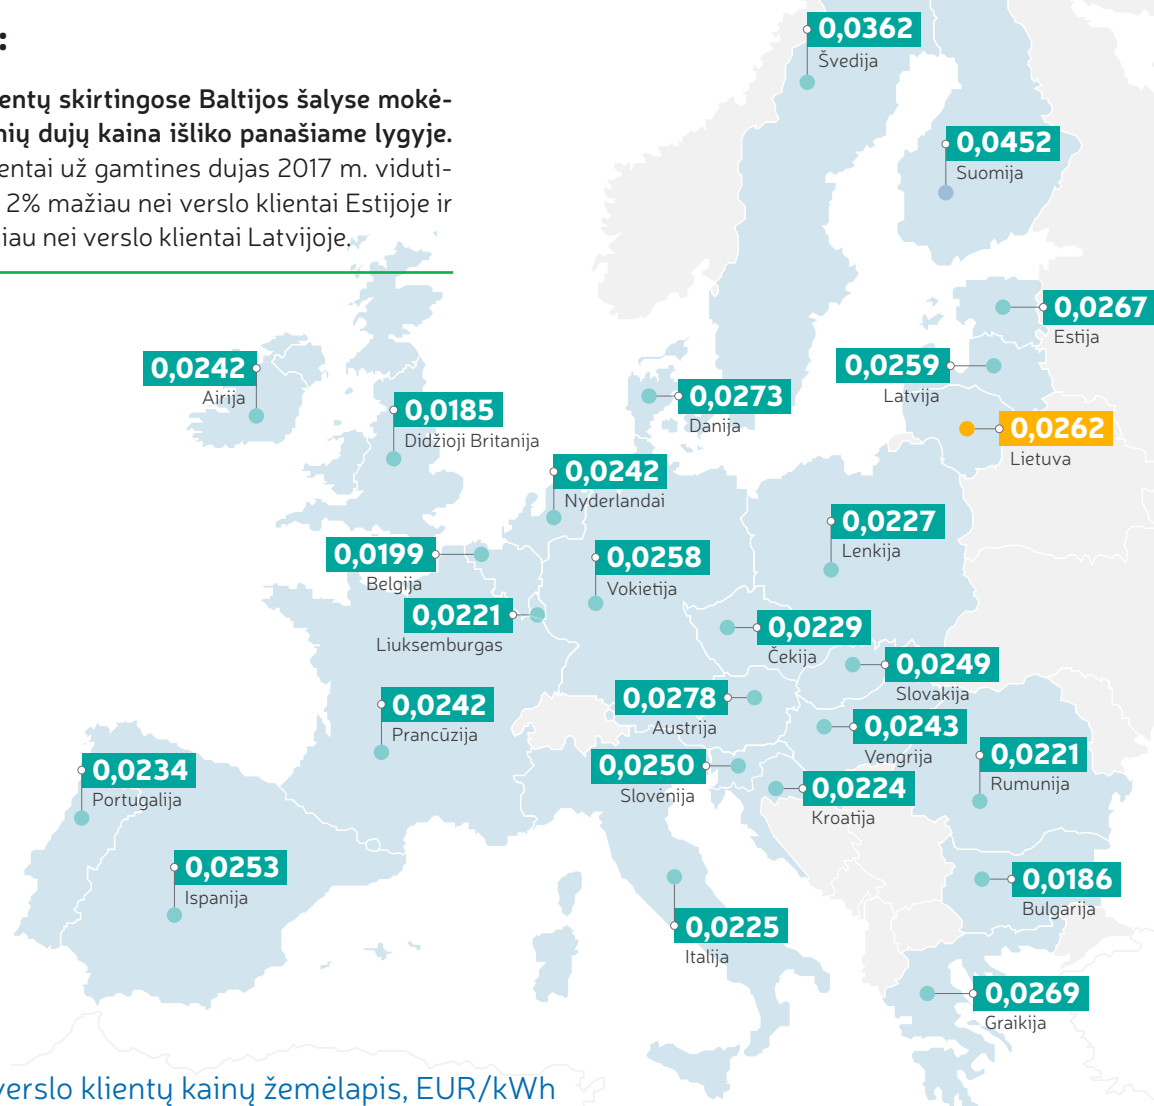 :
entų skirtingose Baltijos šalyse mokė-
nių dujų kaina išliko panašiame lygyje.
entai už gamtines dujas 2017 m. viduti-
2% mažiau nei verslo klientai Estijoje ir
iau nei verslo klientai Latvijoje.
0,0362
Švedija
0,0452
Suomija
0,0267
Estija
0,0259
Latvija
0,0262
Lietuva
0,0242
Airija
0,0185
Didžioji Britanija
0,0273
Danija
0,0242
Nyderlandai
0,0227
Lenkija
0,0199
Belgija
0,0258
Vokietija
0,0221
Liuksemburgas
0,0229
Čekija
0,0249
Slovakija
0,0278
Austrija
0,0242
Prancūzija
0,0243
Vengrija
0,0221
Rumunija
0,0250
Slovėnija
0,0224
Kroatija
0,0234
Portugalija
0,0253
Ispanija
0,0186
Bulgarija
0,0225
Italija
0,0269
Graikija
verslo klientų kainų žemėlapis, EUR/kWh